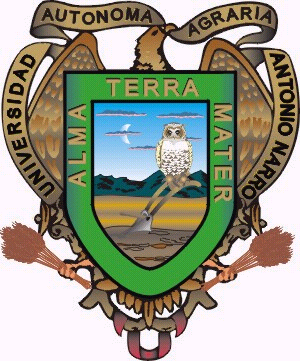 UNIVERSIDAD
AUTONOMA
AGRARIA
ANTONIO NARRO
ALMA
TERRA
MATER